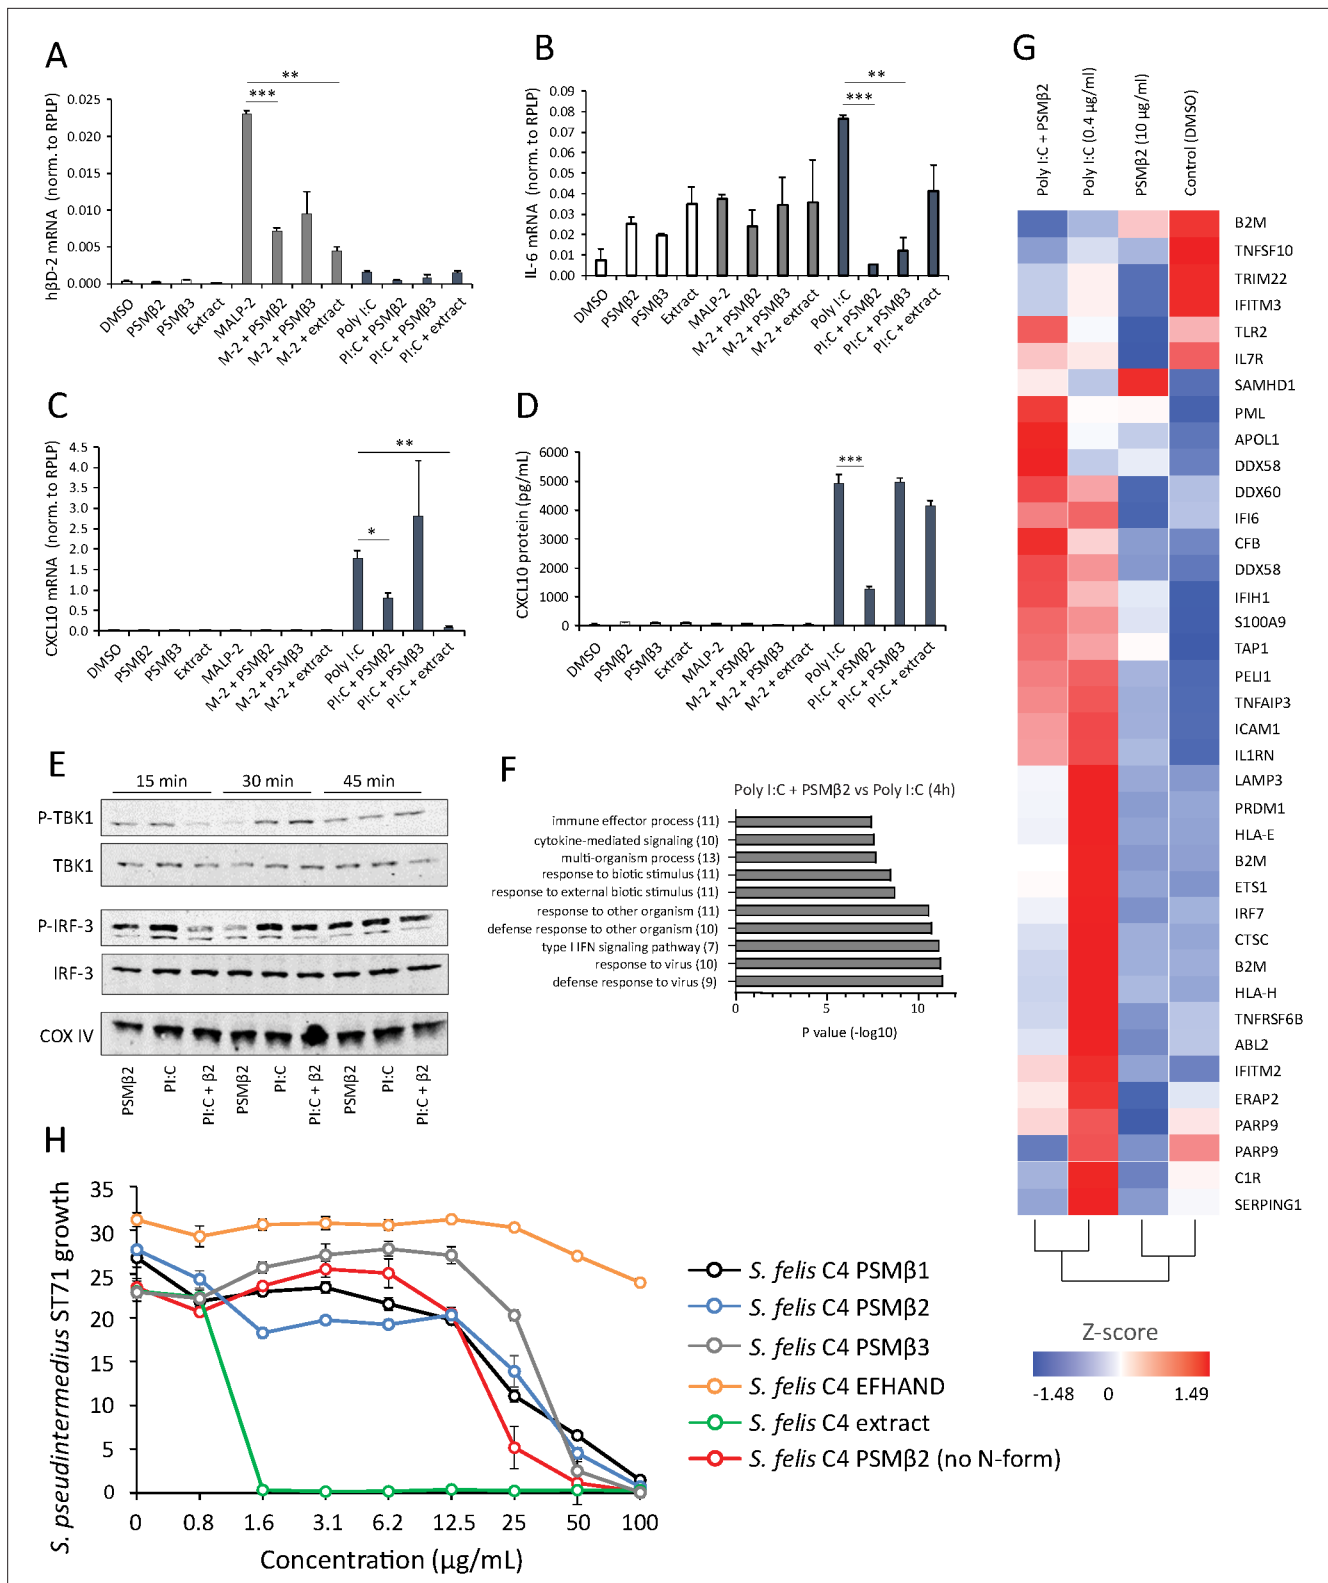 A
hβD-2 mRNA (norm. to RPLP)
0.025
0.020
0.015
0.010
0.005
0.000
**
***
DMSO
PSMβ2
PSMβ3
Extract
MALP-2
M-2 + PSMβ2
M-2 + PSMβ3
M-2 + extract
Poly I:C
PI:C + PSMβ2
PI:C + PSMβ3
PI:C + extract
B
IL-6 mRNA (norm. to RPLP)
0.09
0.08
0.07
0.06
0.05
0.04
0.03
0.02
0.01
0.00
**
***
DMSO
PSMβ2
PSMβ3
Extract
MALP-2
M-2 + PSMβ2
M-2 + PSMβ3
M-2 + extract
Poly I:C
PI:C + PSMβ2
PI:C + PSMβ3
PI:C + extract
C
CXCL10 mRNA (norm. to RPLP)
4.5
4.0
3.5
3.0
2.5
2.0
1.5
1.0
0.5
0.0
**
*
DMSO
PSMβ2
PSMβ3
Extract
MALP-2
M-2 + PSMβ2
M-2 + PSMβ3
M-2 + extract
Poly I:C
PI:C + PSMβ2
PI:C + PSMβ3
PI:C + extract
D
CXCL10 protein (pg/mL)
6000
5000
4000
3000
2000
1000
0
***
DMSO
PSMβ2
PSMβ3
Extract
MALP-2
M-2 + PSMβ2
M-2 + PSMβ3
M-2 + extract
Poly I:C
PI:C + PSMβ2
PI:C + PSMβ3
PI:C + extract
E
15 min
30 min
45 min
P-TBK1
TBK1
P-IRF-3
IRF-3
COX IV
PSMβ2
PI:C
PI:C + β2
PSMβ2
PI:C
PI:C + β2
PSMβ2
PI:C
PI:C + β2
F
Poly I:C + PSMβ2 vs Poly I:C (4h)
immune effector process (11)
cytokine-mediated signaling (10)
multi-organism process (13)
response to biotic stimulus (11)
response to external biotic stimulus (11)
response to other organism (11)
defense response to other organism (10)
type I IFN signaling pathway (7)
response to virus (10)
defense response to virus (9)
0
5
10
P value (-log10)
G
Poly I:C + PSMβ2
Poly I:C (0.4 µg/ml)
PSMβ2 (10 µg/ml)
Control (DMSO)
B2M
TNFSF10
TRIM22
IFITM3
TLR2
IL7R
SAMHD1
PML
APOL1
DDX58
DDX60
IFI6
CFB
DDX58
IFIH1
S100A9
TAP1
PELI1
TNFAIP3
ICAM1
IL1RN
LAMP3
PRDM1
HLA-E
B2M
ETS1
IRF7
CTSC
B2M
HLA-H
TNFRSF6B
ABL2
IFITM2
ERAP2
PARP9
PARP9
C1R
SERPING1
Z-score
-1.48
0
1.49
H
S. pseudintermedius ST71 growth
35
30
25
20
15
10
5
0
0
0.8
1.6
3.1
6.2
12.5
25
50
100
Concentration (µg/mL)
S. felis C4 PSMβ1
S. felis C4 PSMβ2
S. felis C4 PSMβ3
S. felis C4 EFHAND
S. felis C4 extract
S. felis C4 PSMβ2 (no N-form)